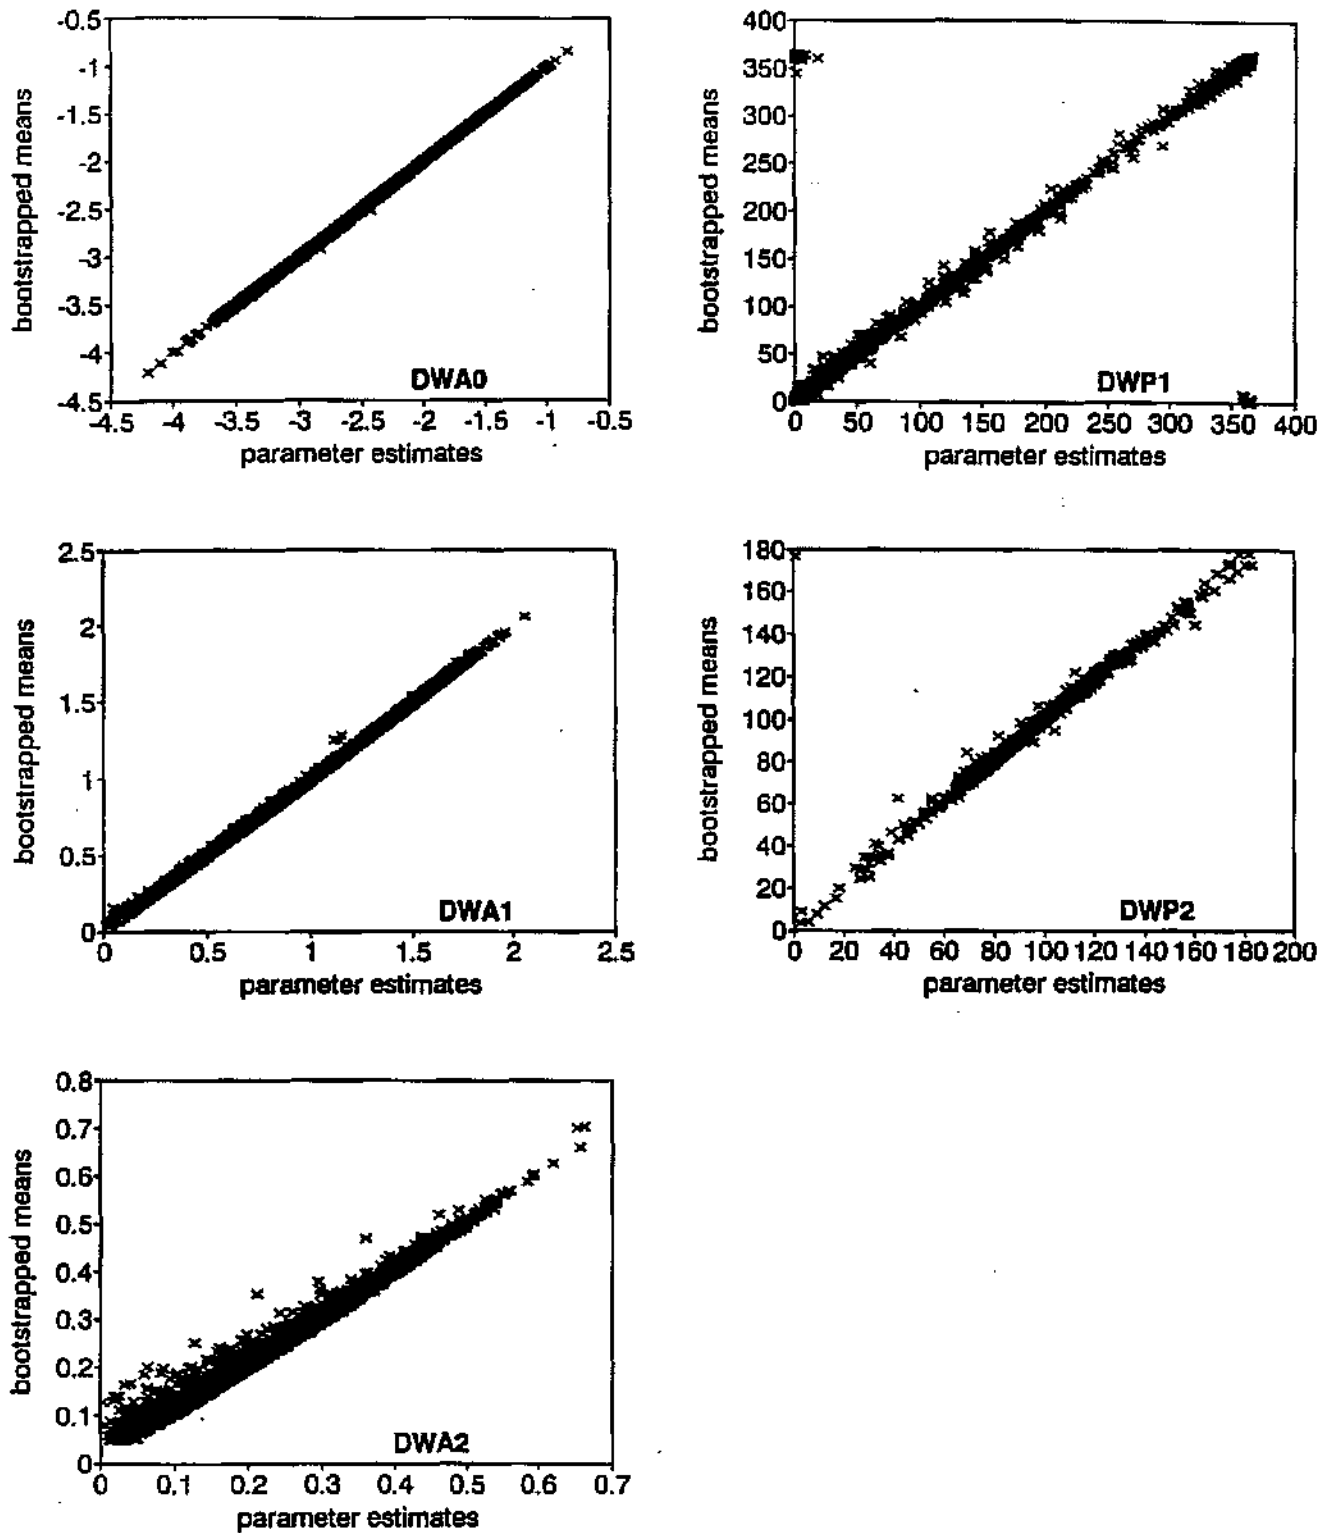 -0.5
-1
-1.5
-2
-2.5
-3
-3.5
-4
-4.5
bootstrapped means
DWA0
-4.5 -4 -3.5 -3 -2.5 -2 -1.5 -1 -0.5
parameter estimates
400
350
300
250
200
150
100
50
0
bootstrapped means
DWP1
0 50 100 150 200 250 300 350 400
parameter estimates
2.5
2
1.5
1
0.5
0
bootstrapped means
DWA1
0 0.5 1 1.5 2 2.5
parameter estimates
180
160
140
120
100
80
60
40
20
0
bootstrapped means
DWP2
0 20 40 60 80 100 120 140 160 180 200
parameter estimates
0.8
0.7
0.6
0.5
0.4
0.3
0.2
0.1
0
bootstrapped means
DWA2
0 0.1 0.2 0.3 0.4 0.5 0.6 0.7
parameter estimates